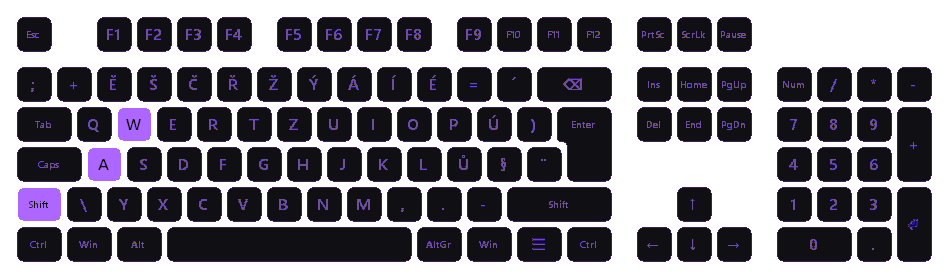 Esc F1 F2 F3 F4 F5 F6 F7 F8 F9 F10 F11 F12 PrtSc ScrLk Pause
; + Ě Š Č Ř Ž Ý Á Í É = ´ ⌫ Ins Home PgUp Num / * -
Tab Q W E R T Z U I O P Ú ) Enter Del End PgDn 7 8 9 +
Caps A S D F G H J K L Ů § ¨ 4 5 6
Shift \ Y X C V B N M , . - Shift ↑ 1 2 3
Ctrl Win Alt AltGr Win ☰ Ctrl ← ↓ → 0 .